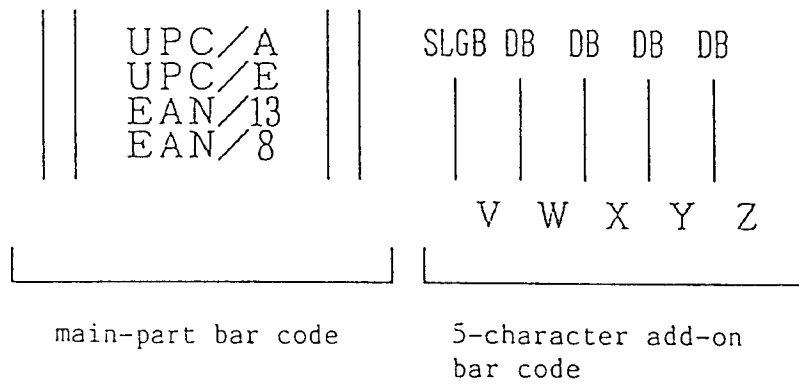 UPC/A
UPC/E
EAN/13
EAN/8
SLGB DB DB DB DB
V W X Y Z
main-part bar code
5-character add-on
bar code